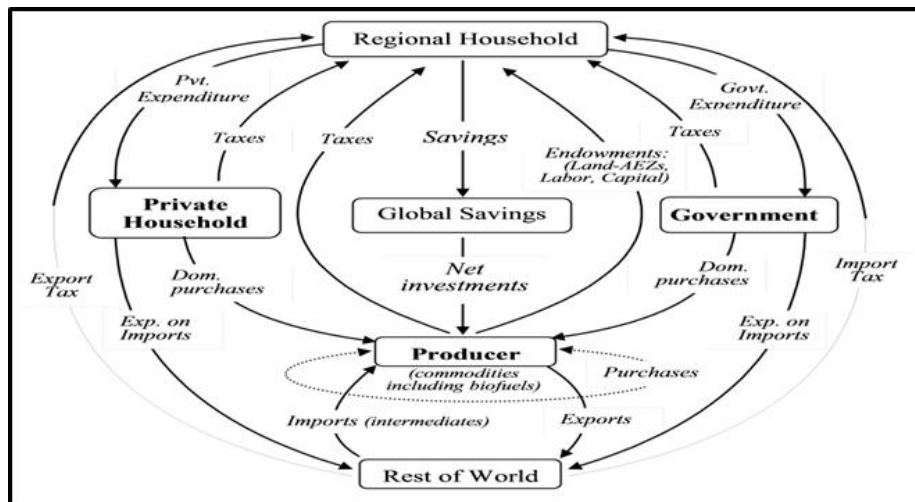 Regional Household
Pvt.
Expenditure
Govt.
Expenditure
Taxes
Taxes
Savings
Endowments:
(Land-AEZs,
Labor, Capital)
Taxes
Private
Household
Global Savings
Government
Export
Tax
Dom.
purchases
Net
investments
Dom.
purchases
Import
Tax
Exp. on
Imports
Exp. on
Imports
Producer
(commodities
including biofuels)
Purchases
Imports (intermediates)
Exports
Rest of World